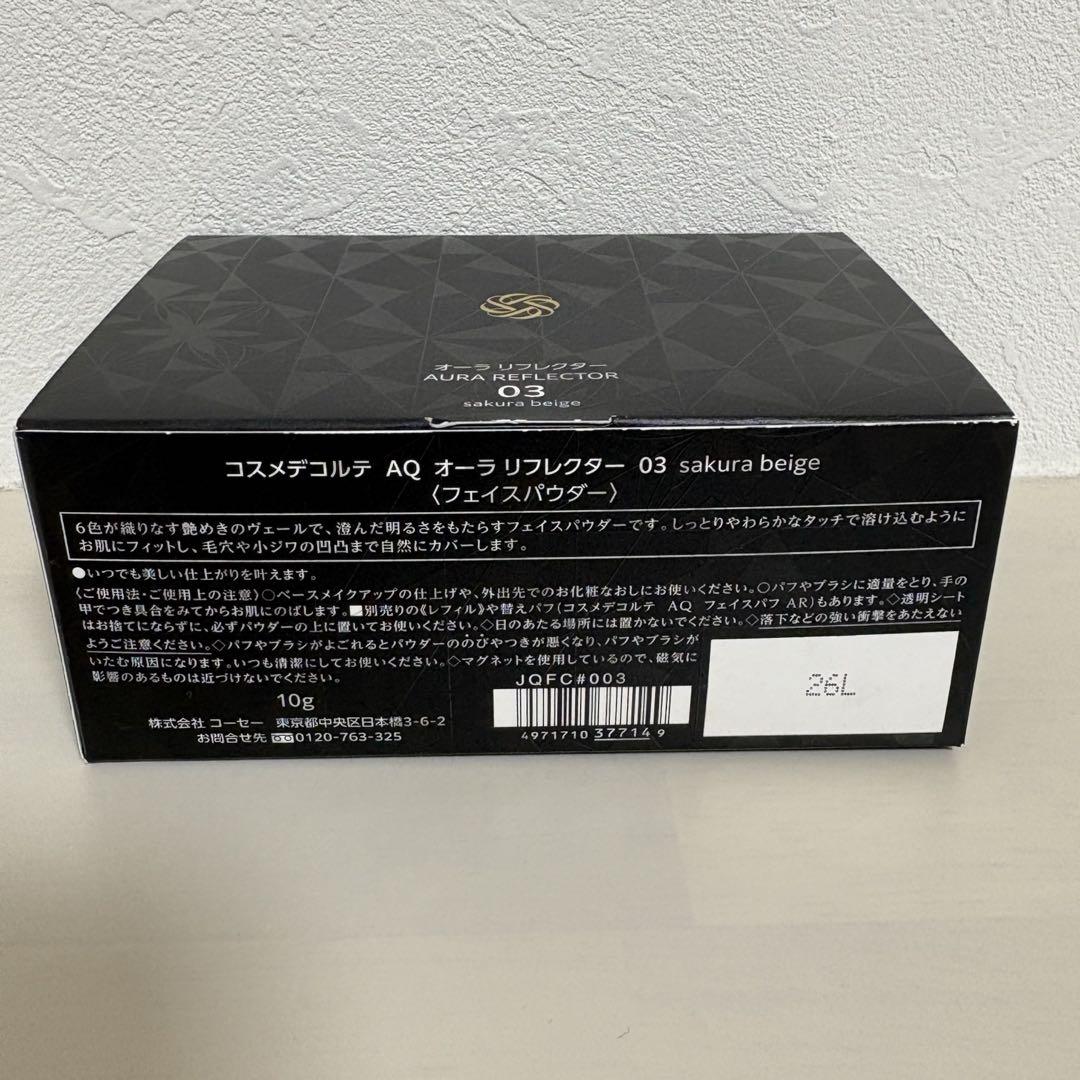 オーラ リフレクター
AURA REFLECTOR
03
sakura beige
コスメデコルテ AQ オーラ リフレクター 03 sakura beige
〈フェイスパウダー〉
6色が織りなす艶めきのヴェールで、澄んだ明るさをもたらすフェイスパウダーです。しっとりやわらかなタッチで溶け込むように
お肌にフィットし、毛穴や小ジワの凹凸まで自然にカバーします。
●いつでも美しい仕上がりを叶えます。
〈ご使用法・ご使用上の注意〉○ベースメイクアップの仕上げや、外出先でのお化粧なおしにお使いください。○パフやブラシに適量をとり、手の
甲でつき具合をみてからお肌にのばします。■別売りの《レフィル》や替えパフ（コスメデコルテ AQ フェイスパフ AR）もあります。◇透明シート
はお捨てにならずに、必ずパウダーの上に置いてお使いください。◇日のあたる場所には置かないでください。◇落下などの強い衝撃をあたえない
ようご注意ください。◇パフやブラシがよごれるとパウダーののびやつきが悪くなり、パフやブラシが
いたむ原因になります。いつも清潔にしてお使いください。◇マグネットを使用しているので、磁気に
影響のあるものは近づけないでください。
10g
株式会社 コーセー 東京都中央区日本橋3-6-2
お問合せ先 0120-763-325
JQFC#003
4971710 377149
26L